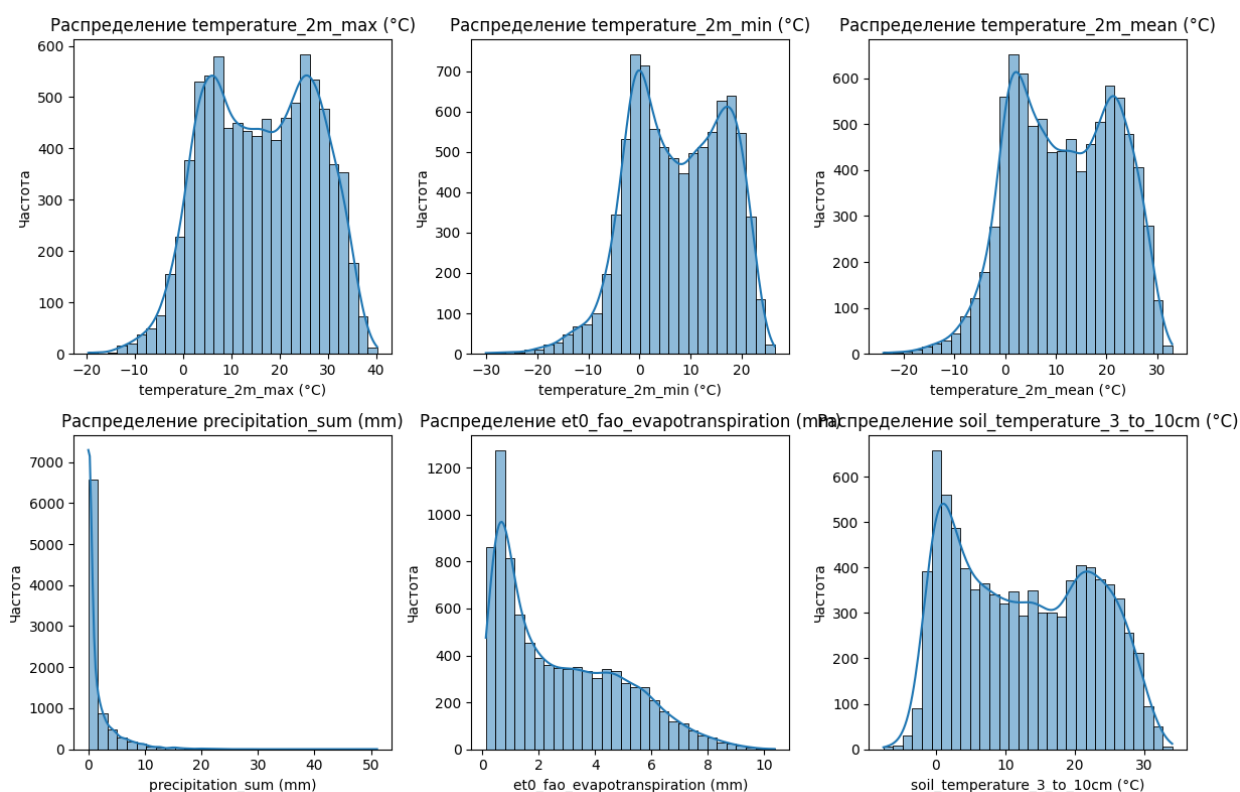 Распределение temperature_2m_max (°C)
600
500
400
300
200
100
0
Частота
−20 −10 0 10 20 30 40
temperature_2m_max (°C)
Распределение temperature_2m_min (°C)
700
600
500
400
300
200
100
0
Частота
−30 −20 −10 0 10 20
temperature_2m_min (°C)
Распределение temperature_2m_mean (°C)
600
500
400
300
200
100
0
Частота
−20 −10 0 10 20 30
temperature_2m_mean (°C)
Распределение precipitation_sum (mm)
7000
6000
5000
4000
3000
2000
1000
0
Частота
0 10 20 30 40 50
precipitation_sum (mm)
Распределение et0_fao_evapotranspiration (mm)
1200
1000
800
600
400
200
0
Частота
0 2 4 6 8 10
et0_fao_evapotranspiration (mm)
Распределение soil_temperature_3_to_10cm (°C)
600
500
400
300
200
100
0
Частота
0 10 20 30
soil_temperature_3_to_10cm (°C)